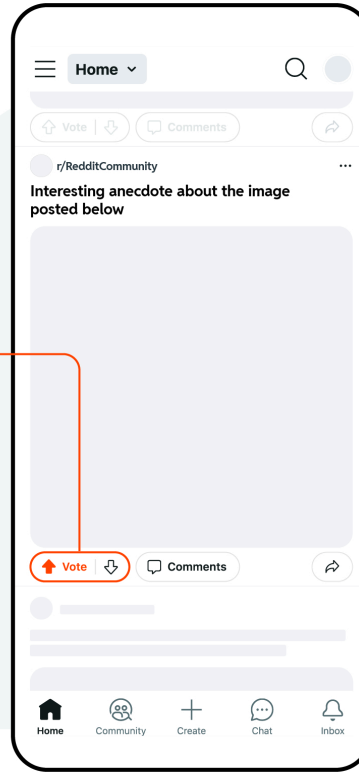 Home
Vote
Comments
r/RedditCommunity
Interesting anecdote about the image
posted below
Vote
Comments
Home
Community
Create
Chat
Inbox